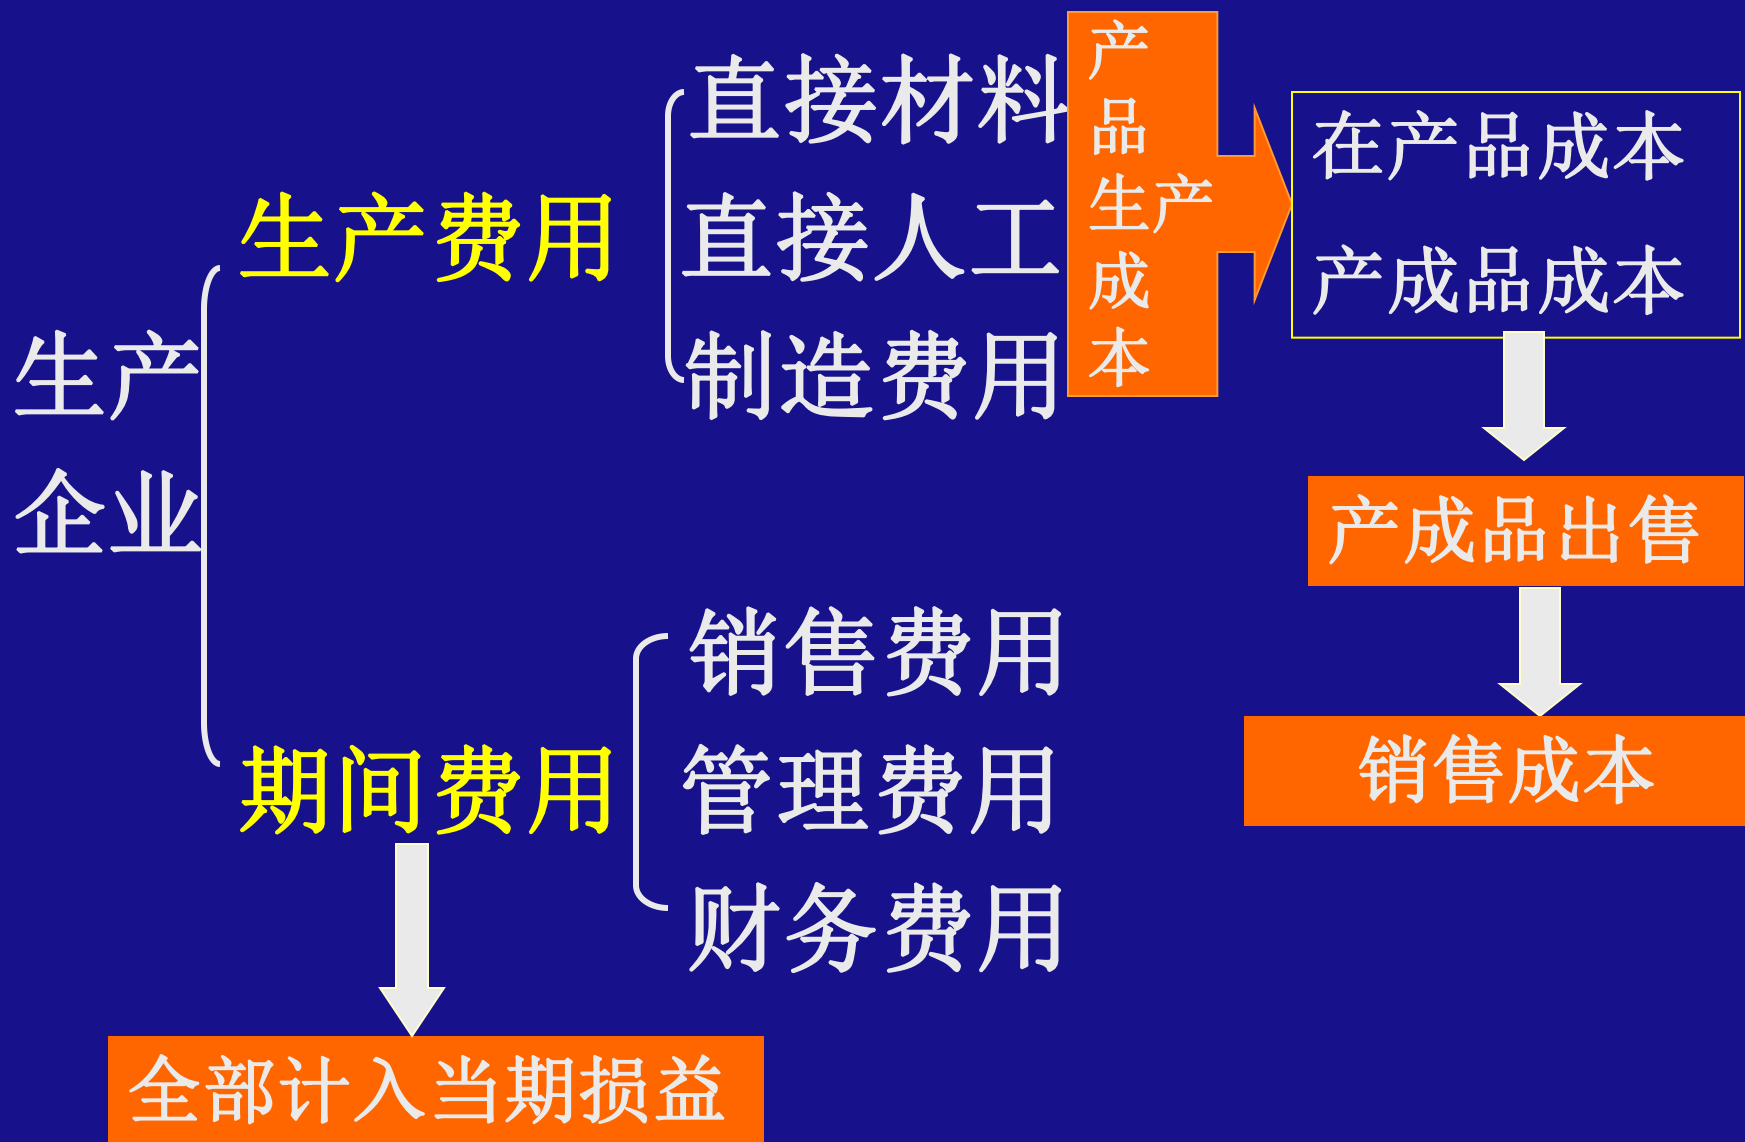 生产
企业
生产费用
期间费用
直接材料
直接人工
制造费用
销售费用
管理费用
财务费用
产
品
生产
成
本
在产品成本
产成品成本
产成品出售
销售成本
全部计入当期损益